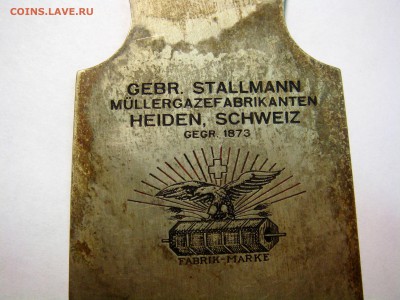 COINS.LAVE.RU
GEBR. STALLMANN
MÜLLERGAZEFABRIKANTEN
HEIDEN, SCHWEIZ
GEGR. 1873
FABRIK-MARKE